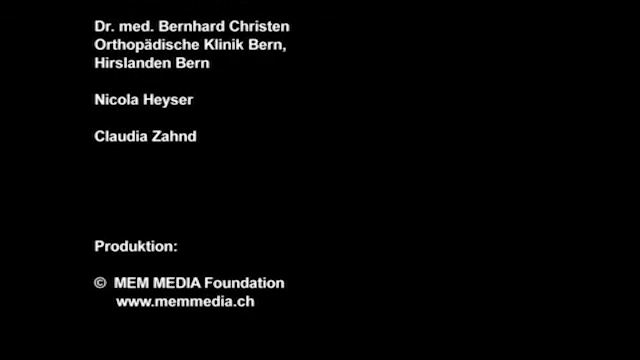 Dr. med. Bernhard Christen
Orthopädische Klinik Bern,
Hirslanden Bern
Nicola Heyser
Claudia Zahnd
Produktion:
© MEM MEDIA Foundation
www.memmedia.ch